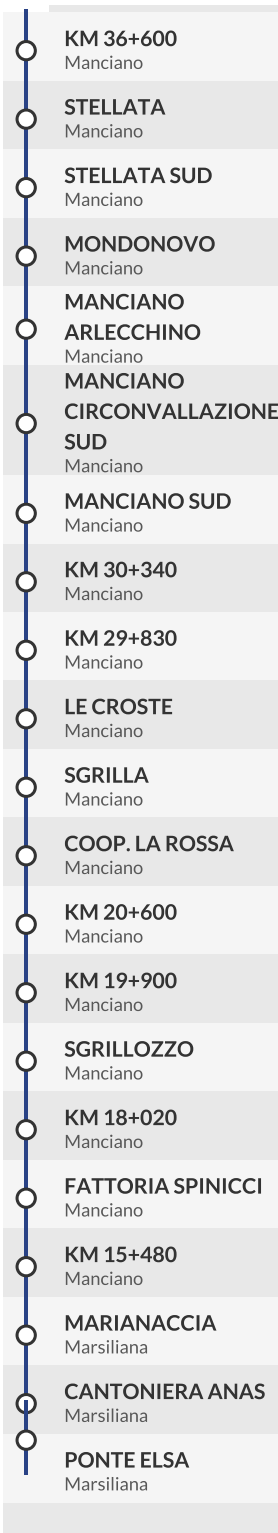 KM 36+600
Manciano
STELLATA
Manciano
STELLATA SUD
Manciano
MONDONOVO
Manciano
MANCIANO
ARLECCHINO
Manciano
MANCIANO
CIRCONVALLAZIONE
SUD
Manciano
MANCIANO SUD
Manciano
KM 30+340
Manciano
KM 29+830
Manciano
LE CROSTE
Manciano
SGRILLA
Manciano
COOP. LA ROSSA
Manciano
KM 20+600
Manciano
KM 19+900
Manciano
SGRILLOZZO
Manciano
KM 18+020
Manciano
FATTORIA SPINICCI
Manciano
KM 15+480
Manciano
MARIANACCIA
Marsiliana
CANTONIERA ANAS
Marsiliana
PONTE ELSA
Marsiliana